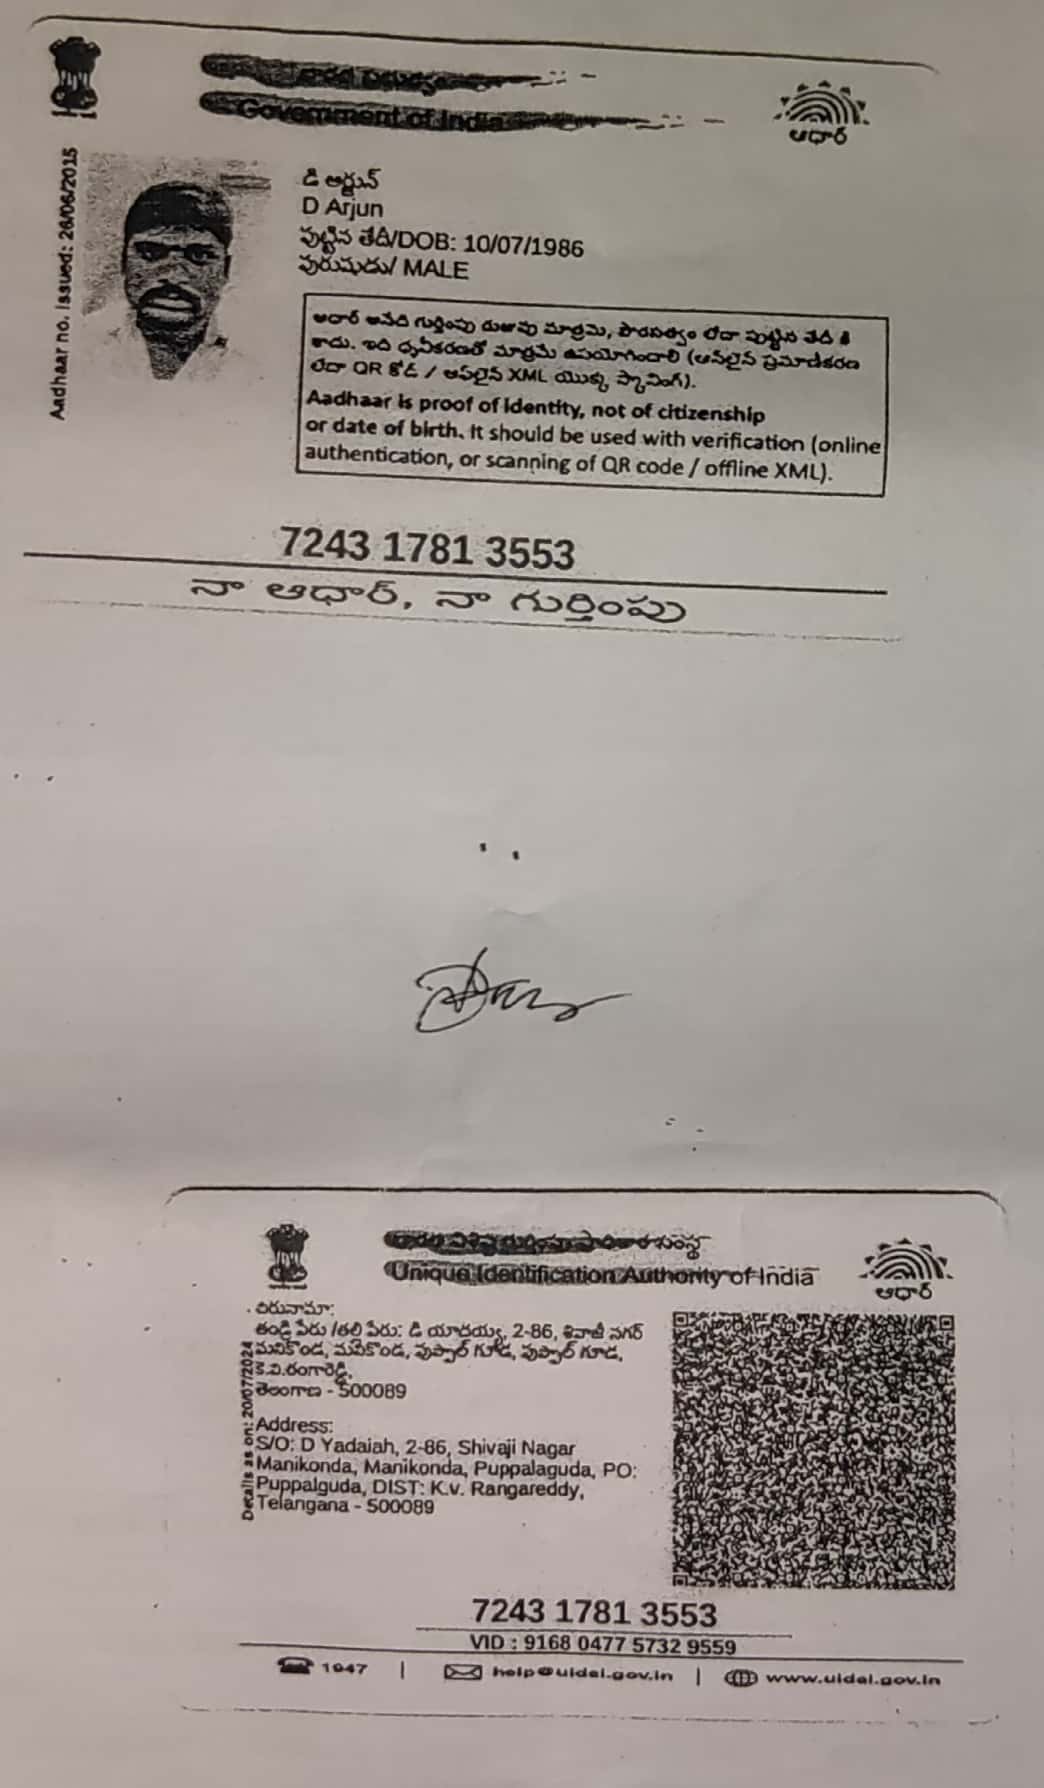 Government of India
ఆధార్
Aadhaar no. issued: 26/06/2015
డి అర్జున్
D Arjun
పుట్టిన తేదీ/DOB: 10/07/1986
పురుషుడు/ MALE
ఆధార్ అనేది గుర్తింపు రుజువు మాత్రమే, పౌరసత్వం లేదా పుట్టిన తేదీ కి
కాదు. ఇది ధృవీకరణతో మాత్రమే ఉపయోగించాలి (ఆన్‌లైన్ ప్రమాణీకరణ
లేదా QR కోడ్ / ఆఫ్‌లైన్ XML యొక్క స్కానింగ్).
Aadhaar is proof of identity, not of citizenship
or date of birth. It should be used with verification (online
authentication, or scanning of QR code / offline XML).
7243 1781 3553
నా ఆధార్, నా గుర్తింపు
Unique Identification Authority of India
ఆధార్
Details as on: 20/07/2024
చిరునామా:
తండ్రి పేరు /తల్లి పేరు: డి యాదయ్య, 2-86, శివాజీ నగర్
మనికొండ, మనికొండ, పుప్పాల్ గూడ, పుప్పాల్ గూడ,
కె.వి.రంగారెడ్డి,
తెలంగాణ - 500089
Address:
S/O: D Yadaiah, 2-86, Shivaji Nagar
Manikonda, Manikonda, Puppalaguda, PO:
Puppalguda, DIST: K.v. Rangareddy,
Telangana - 500089
7243 1781 3553
VID : 9168 0477 5732 9559
1947 | help@uidai.gov.in | www.uidai.gov.in